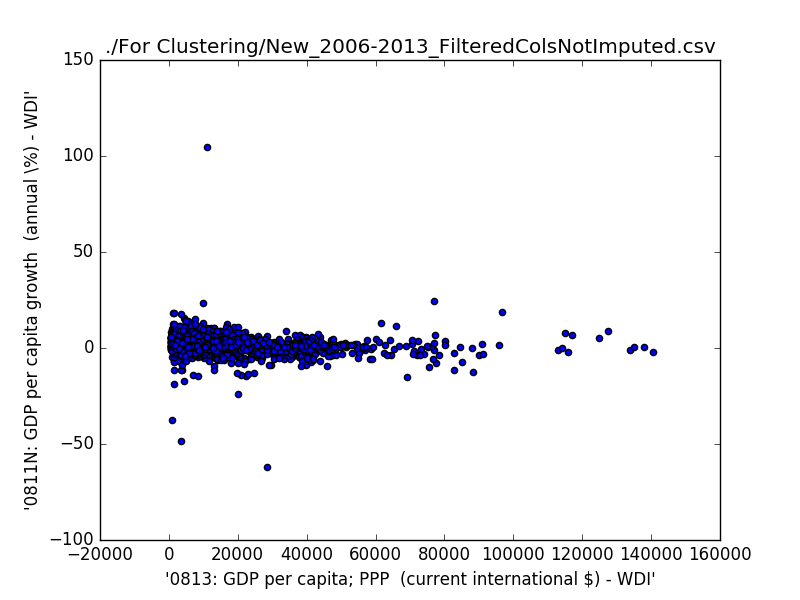 ./For Clustering/New_2006-2013_FilteredColsNotImputed.csv
150
100
50
0
−50
−100
−20000 0 20000 40000 60000 80000 100000 120000 140000 160000
'0813: GDP per capita; PPP (current international $) - WDI'
'0811N: GDP per capita growth (annual \%) - WDI'